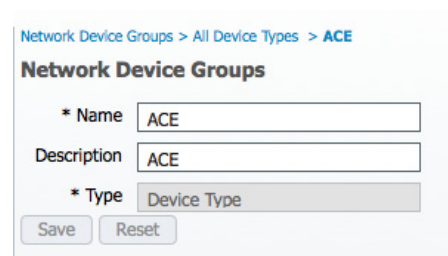 Network Device Groups > All Device Types > ACE
Network Device Groups
* Name ACE
Description ACE
* Type Device Type
Save Reset